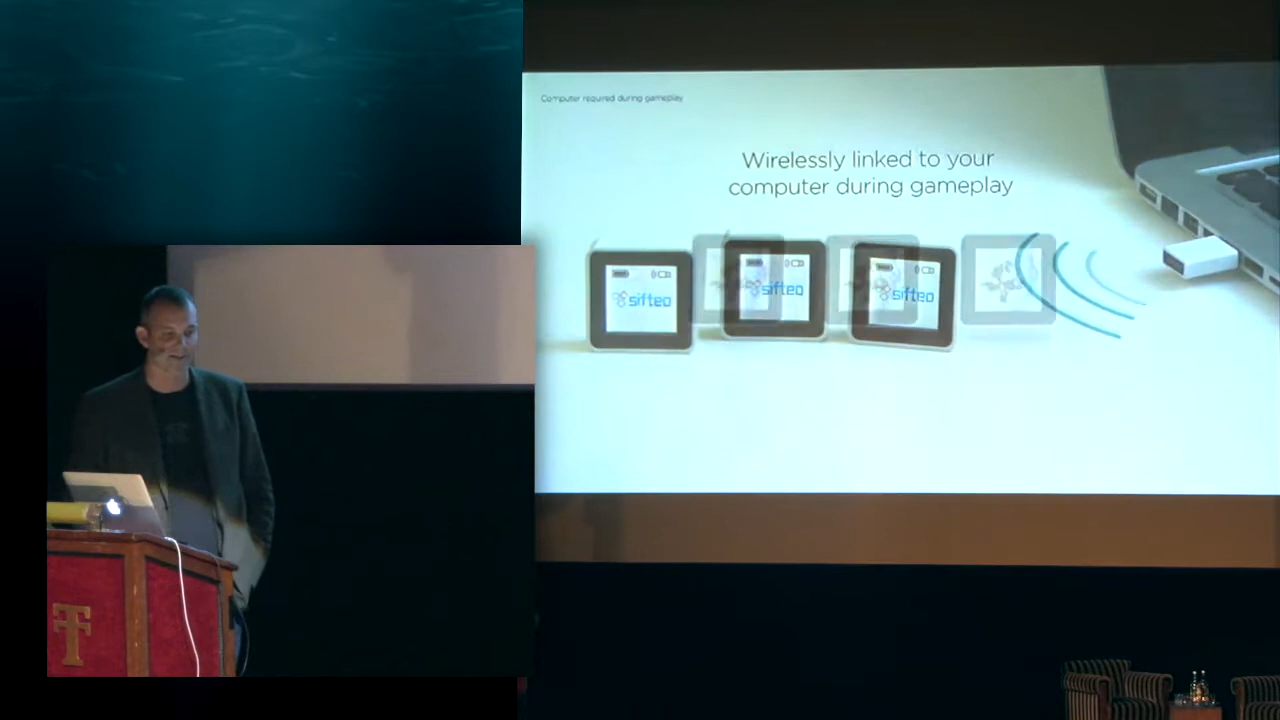 Computer required during gameplay
Wirelessly linked to your
computer during gameplay
sifteo
sifteo
sifteo
T